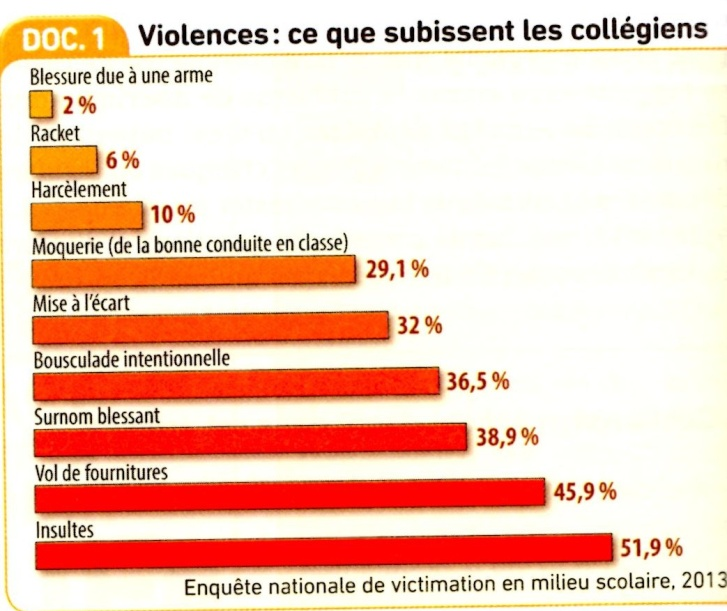 DOC. 1 Violences : ce que subissent les collégiens
Blessure due à une arme
2 %
Racket
6 %
Harcèlement
10 %
Moquerie (de la bonne conduite en classe)
29,1 %
Mise à l'écart
32 %
Bousculade intentionnelle
36,5 %
Surnom blessant
38,9 %
Vol de fournitures
45,9 %
Insultes
51,9 %
Enquête nationale de victimation en milieu scolaire, 2013